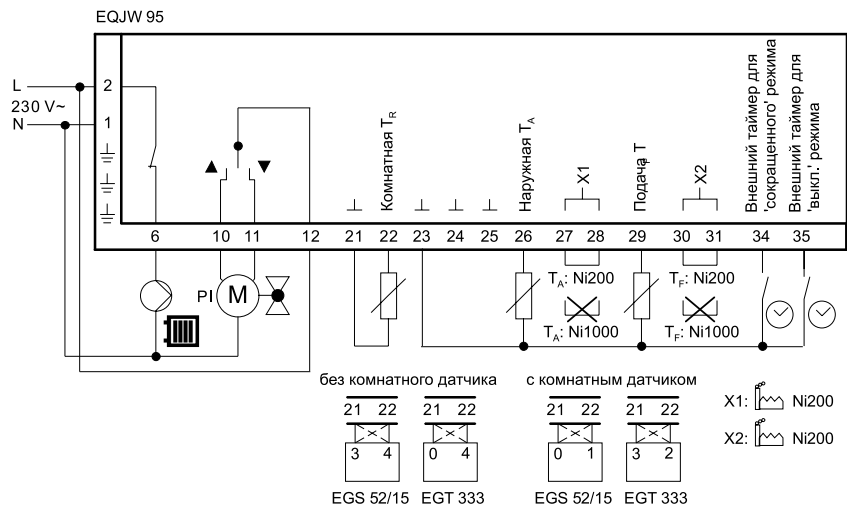 EQJW 95
L
230 V~
N
2
1
Комнатная TR
Наружная TA
X1
Подача T
X2
Внешний таймер для
'сокращенного' режима
Внешний таймер для
'выкл.' режима
6 10 11 12 21 22 23 24 25 26 27 28 29 30 31 34 35
PI
M
TA: Ni200
TF: Ni200
TA: Ni1000
TF: Ni1000
без комнатного датчика
с комнатным датчиком
21 22 21 22 21 22 21 22
3 4 0 4 0 1 3 2
EGS 52/15 EGT 333 EGS 52/15 EGT 333
X1: Ni200
X2: Ni200